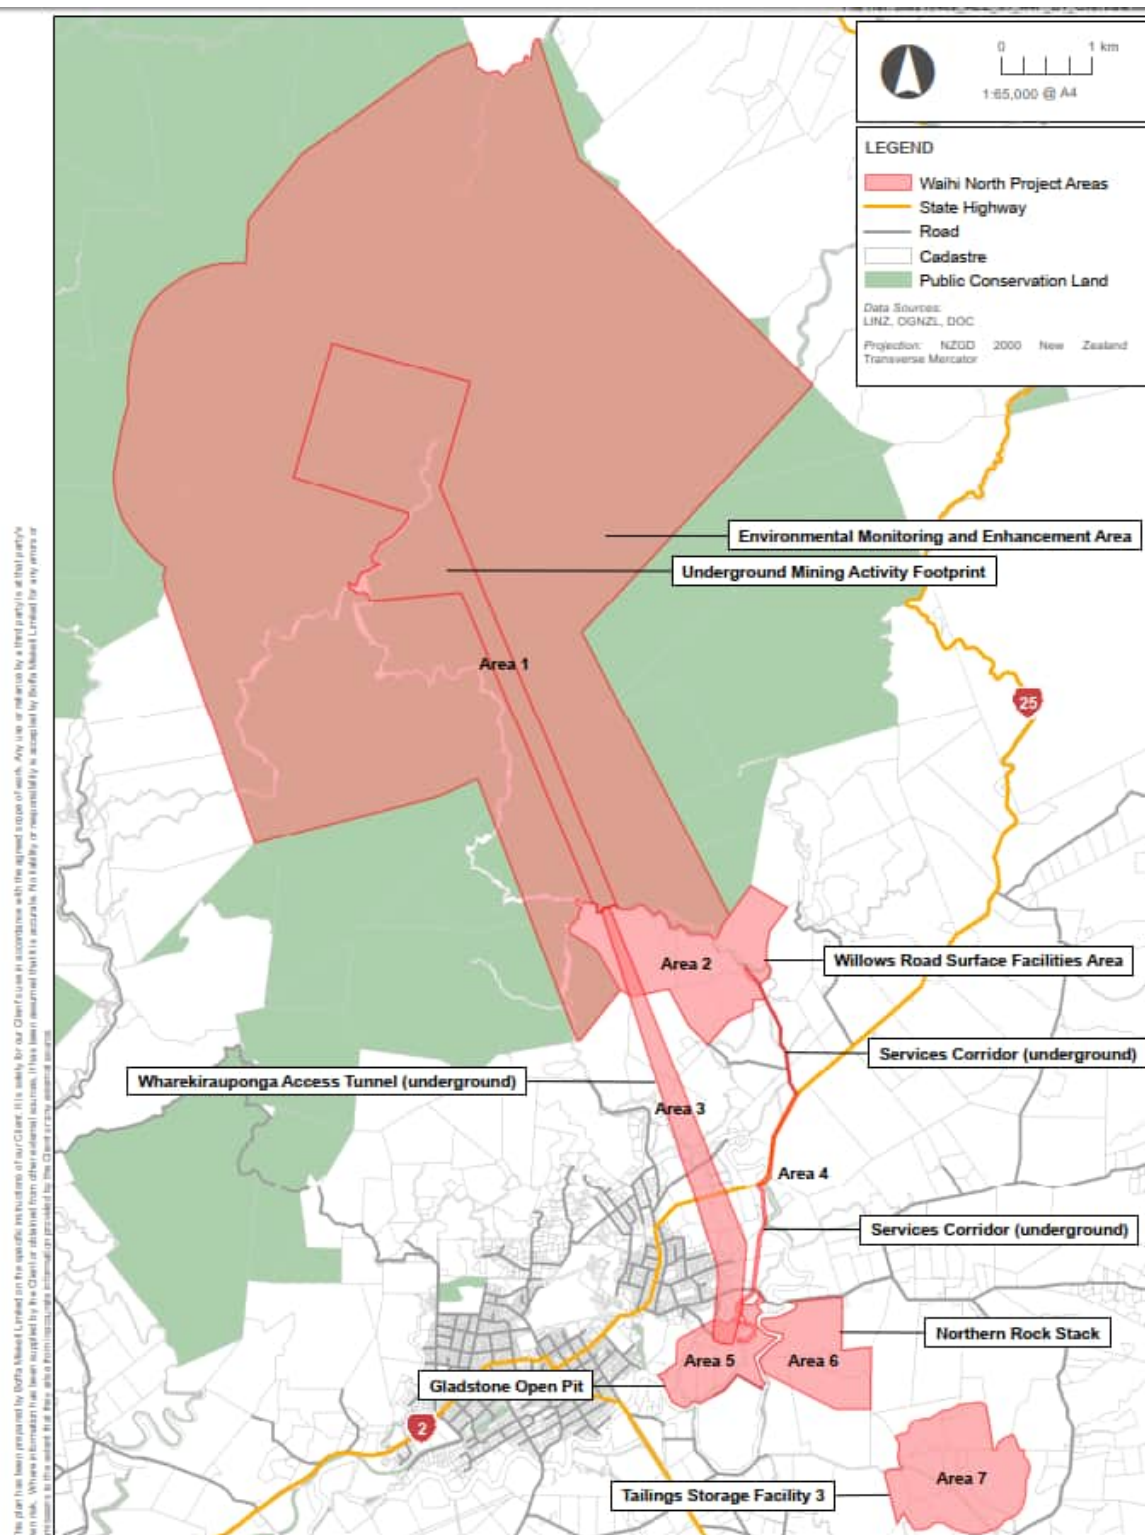 0 1 km
1:65,000 @ A4
LEGEND
Waihi North Project Areas
State Highway
Road
Cadastre
Public Conservation Land
Data Sources:
LINZ, OGNZL, DOC
Projection: NZGD 2000 New Zealand
Transverse Mercator
Environmental Monitoring and Enhancement Area
Underground Mining Activity Footprint
Area 1
25
Area 2
Willows Road Surface Facilities Area
Services Corridor (underground)
Wharekirauponga Access Tunnel (underground)
Area 3
Area 4
Services Corridor (underground)
Northern Rock Stack
Area 5
Area 6
Gladstone Open Pit
2
Area 7
Tailings Storage Facility 3